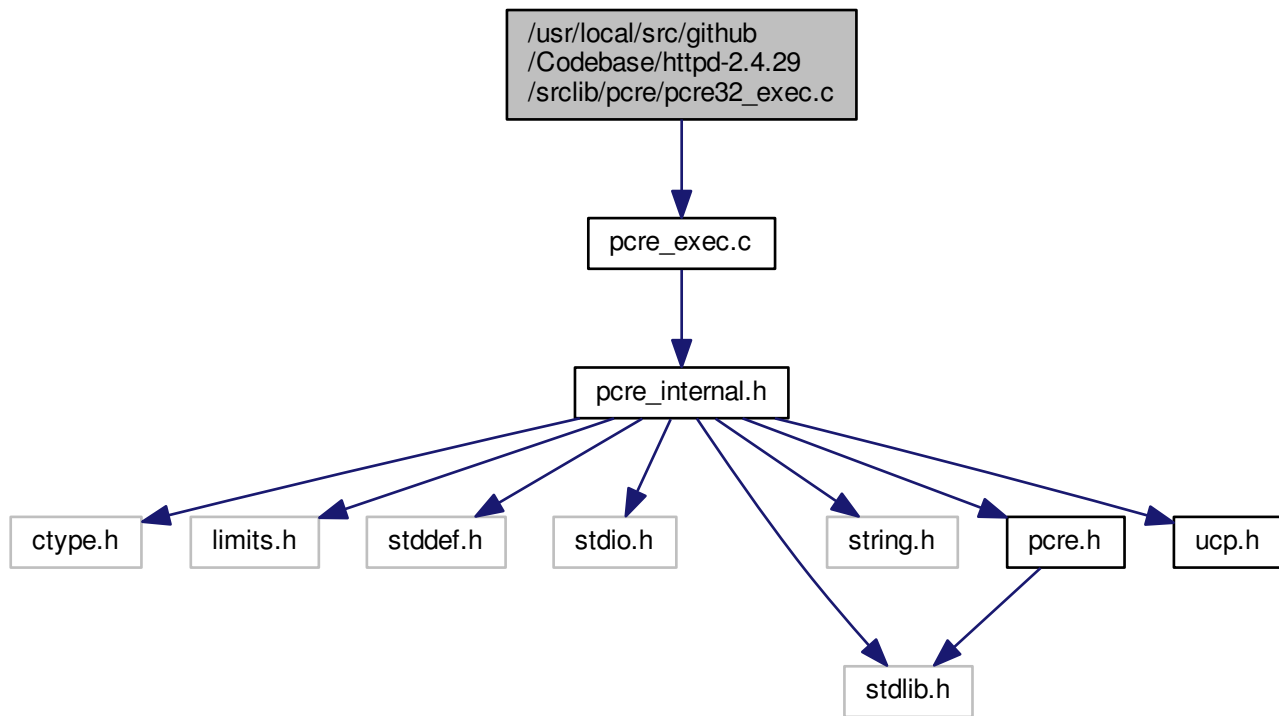 /usr/local/src/github
/Codebase/httpd-2.4.29
/srclib/pcre/pcre32_exec.c
pcre_exec.c
pcre_internal.h
ctype.h
limits.h
stddef.h
stdio.h
string.h
pcre.h
ucp.h
stdlib.h